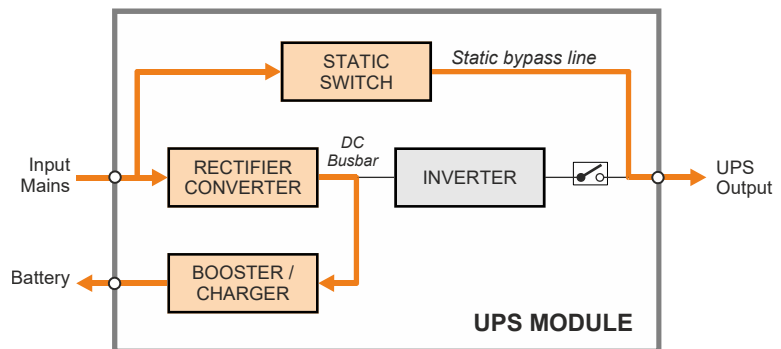 STATIC
SWITCH
Static bypass line
Input
Mains
RECTIFIER
CONVERTER
DC
Busbar
INVERTER
UPS
Output
Battery
BOOSTER /
CHARGER
UPS MODULE